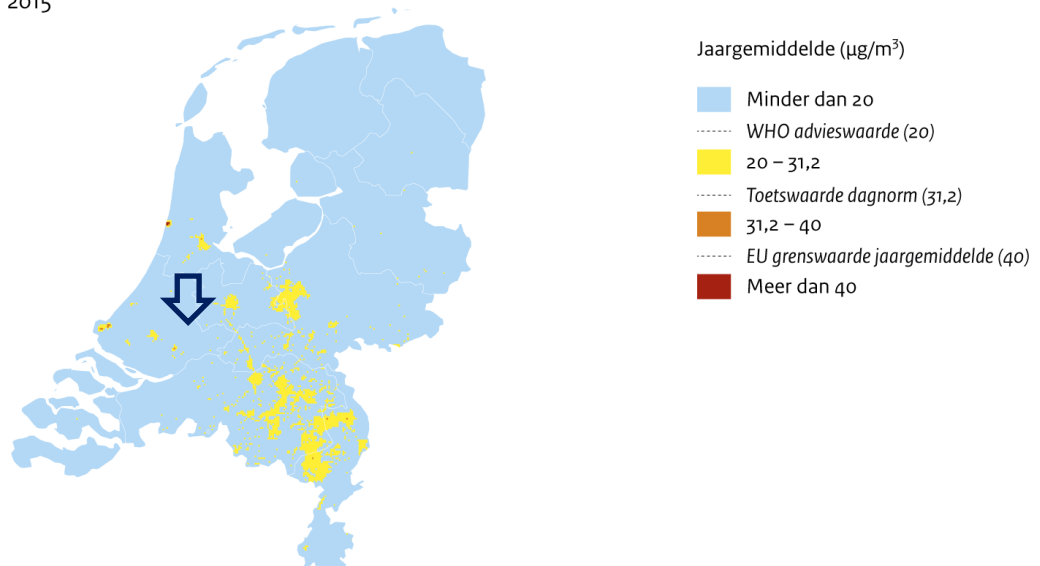 2015
Jaargemiddelde (µg/m³)
Minder dan 20
WHO advieswaarde (20)
20 – 31,2
Toetswaarde dagnorm (31,2)
31,2 – 40
EU grenswaarde jaargemiddelde (40)
Meer dan 40